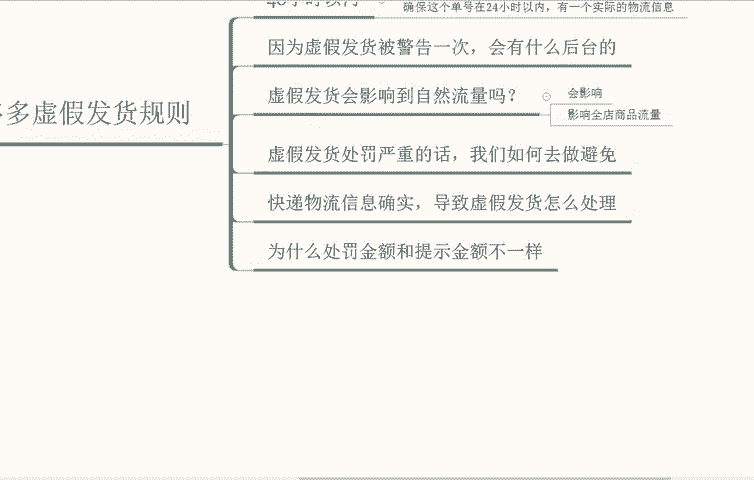 确保这个单号在24小时以内，有一个实际的物流信息
因为虚假发货被警告一次，会有什么后台的
虚假发货会影响到自然流量吗？
会影响
影响全店商品流量
多虚假发货规则
虚假发货处罚严重的话，我们如何去做避免
快递物流信息确实，导致虚假发货怎么处理
为什么处罚金额和提示金额不一样